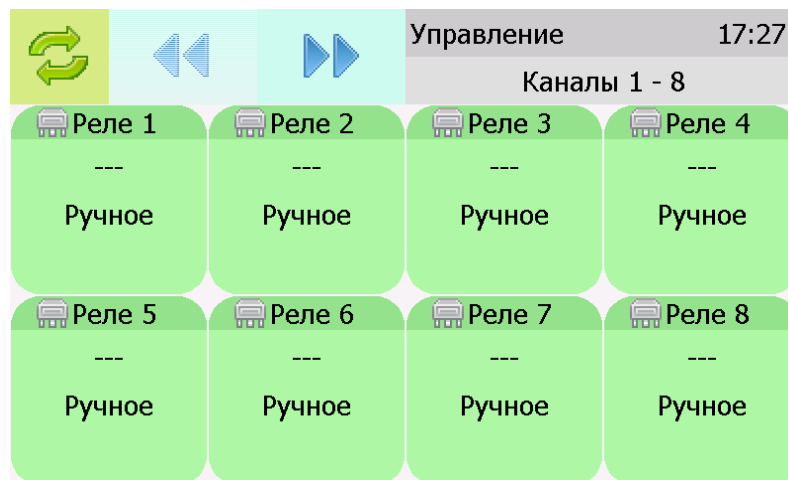 Управление 17:27
Каналы 1 - 8
Реле 1 Реле 2 Реле 3 Реле 4
--- --- --- ---
Ручное Ручное Ручное Ручное
Реле 5 Реле 6 Реле 7 Реле 8
--- --- --- ---
Ручное Ручное Ручное Ручное